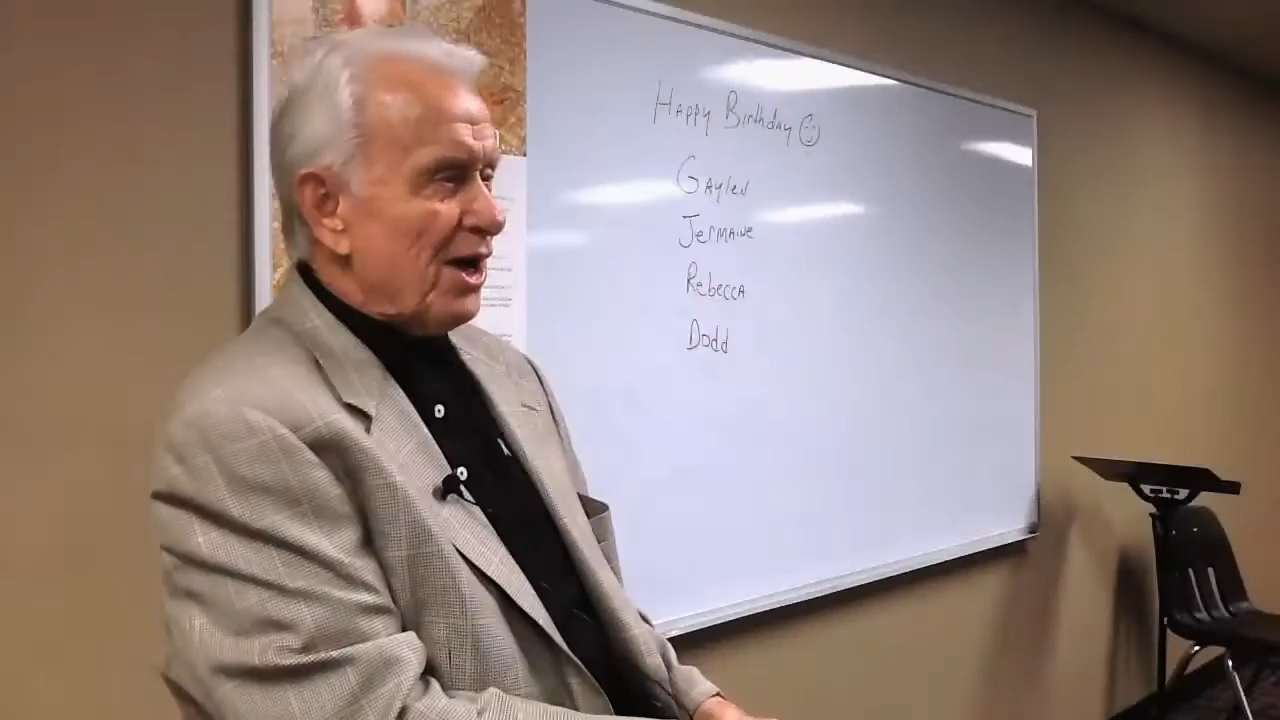 Happy Birthday ☺
Gaylen
Jermaine
Rebecca
Dodd